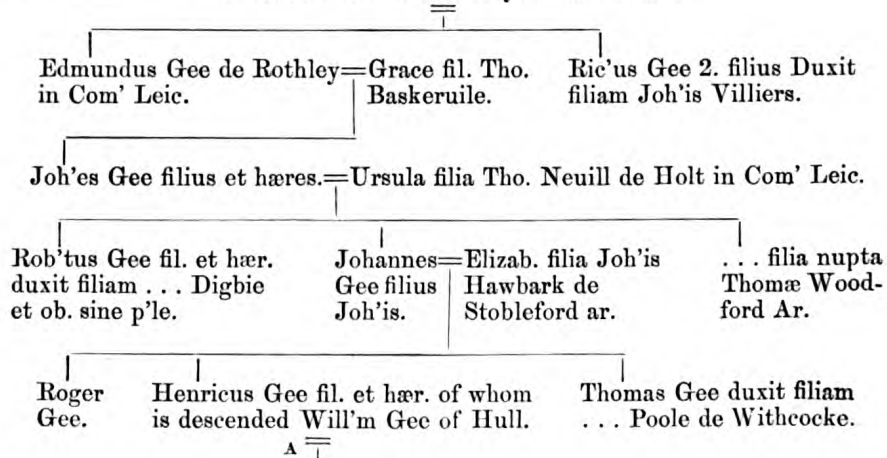 Edmundus Gee de Rothley=Grace fil. Tho.
in Com' Leic.
Baskeruile.
Ric'us Gee 2. filius Duxit
filiam Joh'is Villiers.
Joh'es Gee filius et hæres.=Ursula filia Tho. Neuill de Holt in Com' Leic.
Rob'tus Gee fil. et hær.
duxit filiam . . . Digbie
et ob. sine p'le.
Johannes=Elizab. filia Joh'is
Gee filius
Joh'is.
Hawbark de
Stobleford ar.
. . . filia nupta
Thomæ Wood-
ford Ar.
Roger
Gee.
Henricus Gee fil. et hær. of whom
is descended Will'm Gee of Hull.
Thomas Gee duxit filiam
. . . Poole de Withcocke.
A